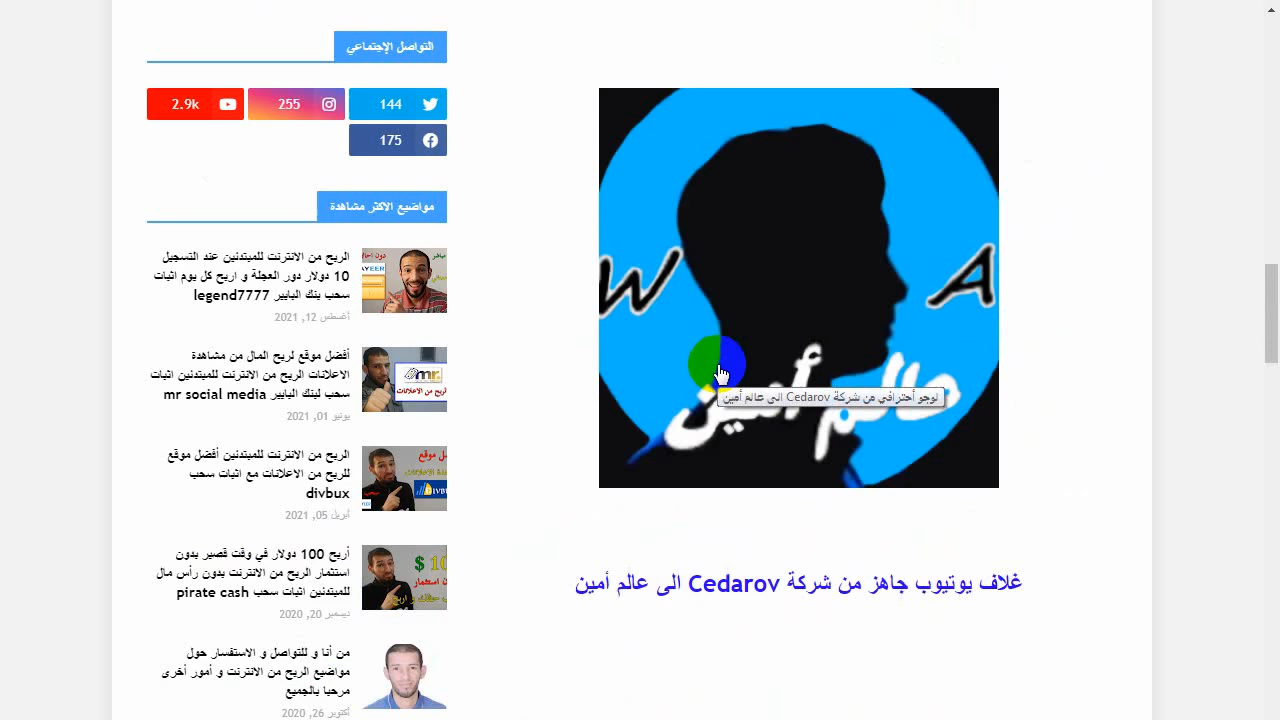 التواصل الإجتماعي
144
255
2.9k
175
مواضيع الاكثر مشاهدة
الربح من الانترنت للمبتدئين عند التسجيل
10 دولار دور العجلة و اربح كل يوم اثبات
سحب بنك البايير legend7777
أغسطس 12, 2021
أفضل موقع لربح المال من مشاهدة
الاعلانات الربح من الانترنت للمبتدئين اثبات
سحب لبنك البايير mr social media
يونيو 01, 2021
الربح من الانترنت للمبتدئين أفضل موقع
للربح من الاعلانات مع اثبات سحب
divbux
أبريل 05, 2021
أربح 100 دولار في وقت قصير بدون
استثمار الربح من الانترنت بدون رأس مال
للمبتدئين اثبات سحب pirate cash
ديسمبر 20, 2020
من أنا و للتواصل و الاستفسار حول
مواضيع الربح من الانترنت و أمور أخرى
مرحبا بالجميع
أكتوبر 26, 2020
W A
عالم أمين
لوجو أحترافي من شركة Cedarov الى عالم أمين
غلاف يوتيوب جاهز من شركة Cedarov الى عالم أمين